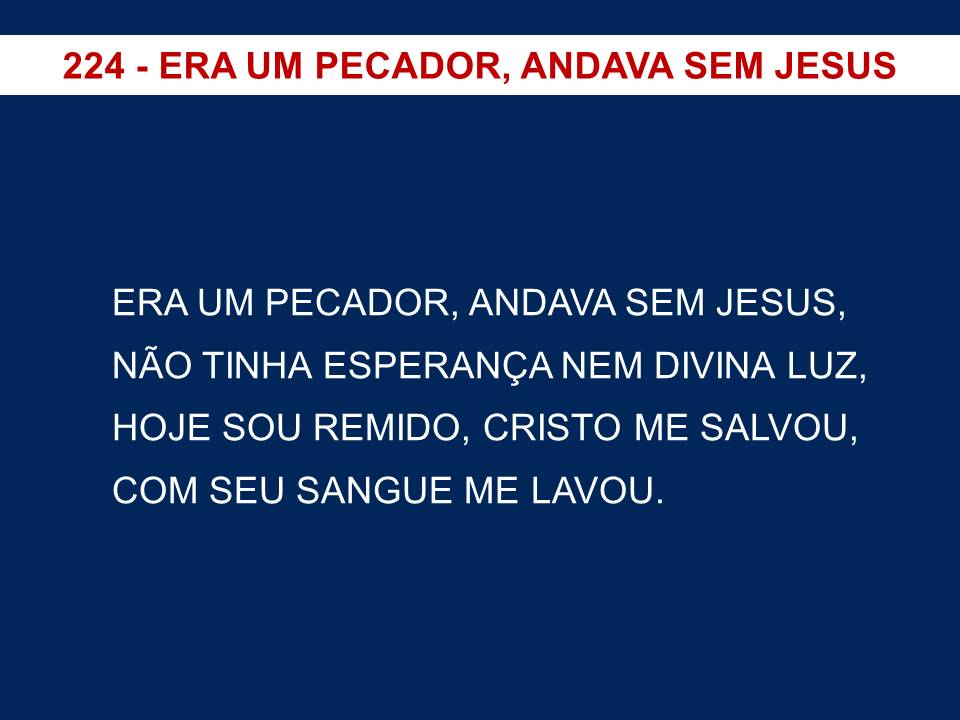 224 - ERA UM PECADOR, ANDAVA SEM JESUS
ERA UM PECADOR, ANDAVA SEM JESUS,
NÃO TINHA ESPERANÇA NEM DIVINA LUZ,
HOJE SOU REMIDO, CRISTO ME SALVOU,
COM SEU SANGUE ME LAVOU.